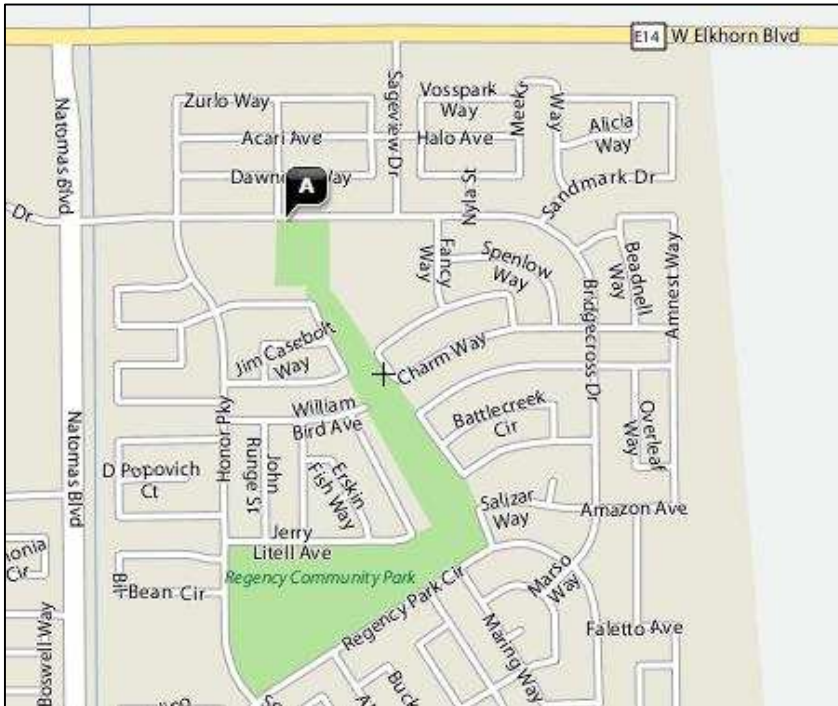 E14 W Elkhorn Blvd
Natomas Blvd
Zurlo Way
Sageview Dr
Vosspark
Way
Meeks Way
Alicia
Way
Acari Ave
Halo Ave
A
Nyla St
Sandmark Dr
Dr
Fancy
Way
Spenlow
Way
Beadnell
Way
Amnest Way
Bridgecross Dr
Jim Casebolt
Way
Charm Way
Honor Pky
William
Bird Ave
Battlecreek
Cir
Overleaf
Way
Natomas Blvd
D Popovich
Ct
John
Runge St
Erskin
Fish Way
Salizar
Way
Amazon Ave
Jerry
Litell Ave
Regency Community Park
Bean Cir
Regency Park Cir
Marso
Way
Maring Way
Faletto Ave
Boswell Way
Cir
Buck